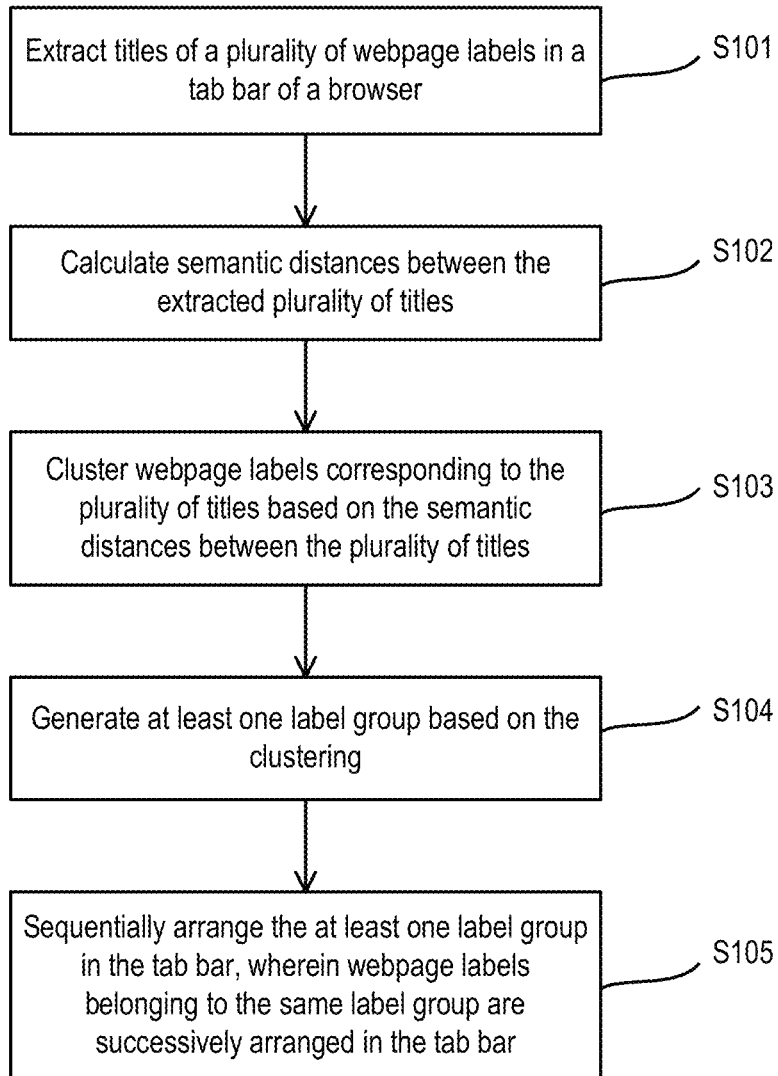 Extract titles of a plurality of webpage labels in a
tab bar of a browser
S101
Calculate semantic distances between the
extracted plurality of titles
S102
Cluster webpage labels corresponding to the
plurality of titles based on the semantic
distances between the plurality of titles
S103
Generate at least one label group based on the
clustering
S104
Sequentially arrange the at least one label group
in the tab bar, wherein webpage labels
belonging to the same label group are
successively arranged in the tab bar
S105